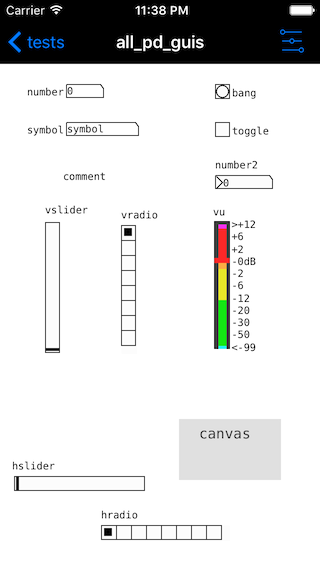 Carrier 11:38 PM
tests all_pd_guis
number 0
bang
symbol symbol
toggle
comment
number2
0
vslider
vradio
vu
>+12
+6
+2
-0dB
-2
-6
-12
-20
-30
-50
<-99
canvas
hslider
hradio